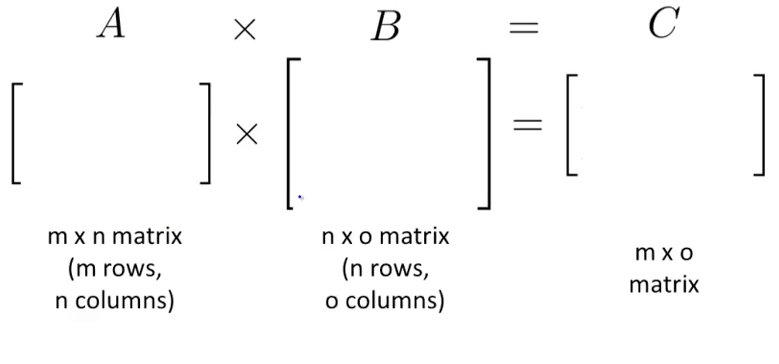 A × B = C
× =
m x n matrix
(m rows,
n columns)
n x o matrix
(n rows,
o columns)
m x o
matrix